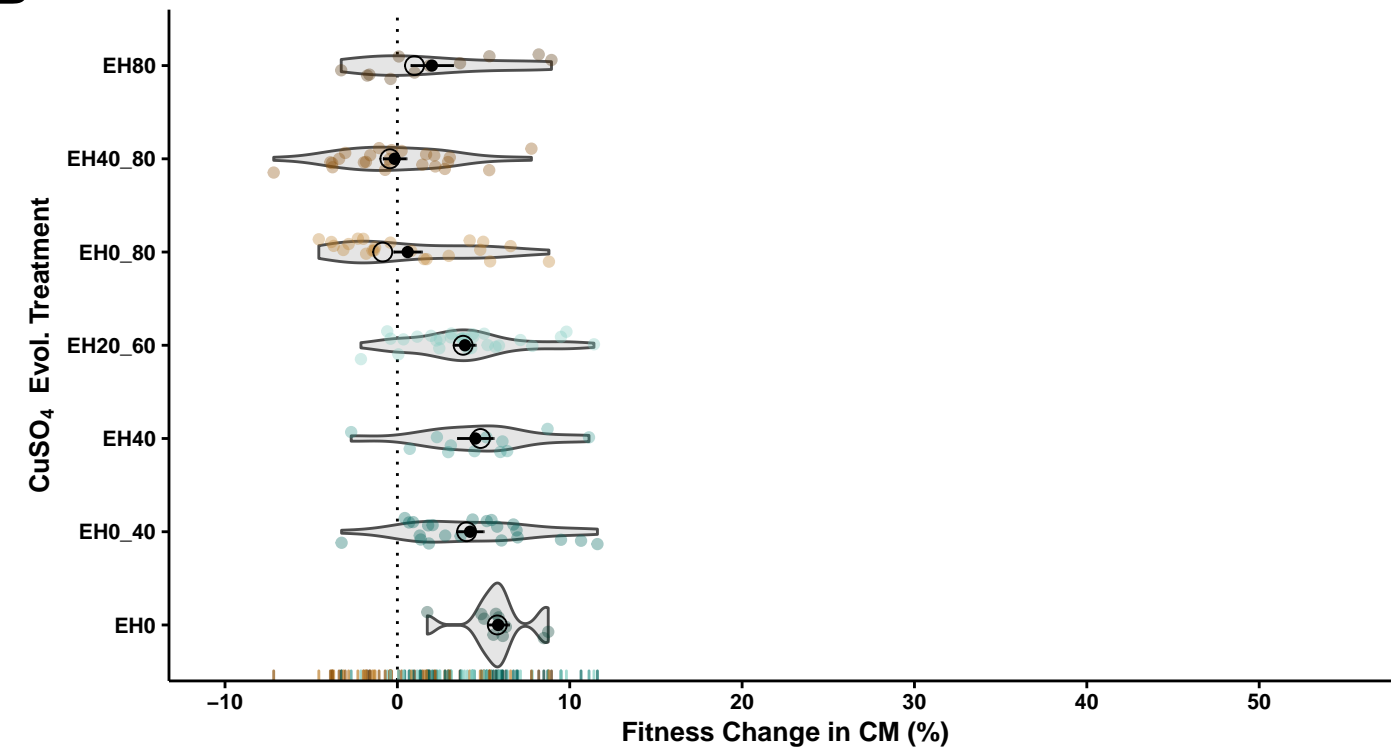 EH80
EH40_80
EH0_80
EH20_60
EH40
EH0_40
EH0
CuSO₄ Evol. Treatment
−10 0 10 20 30 40 50
Fitness Change in CM (%)